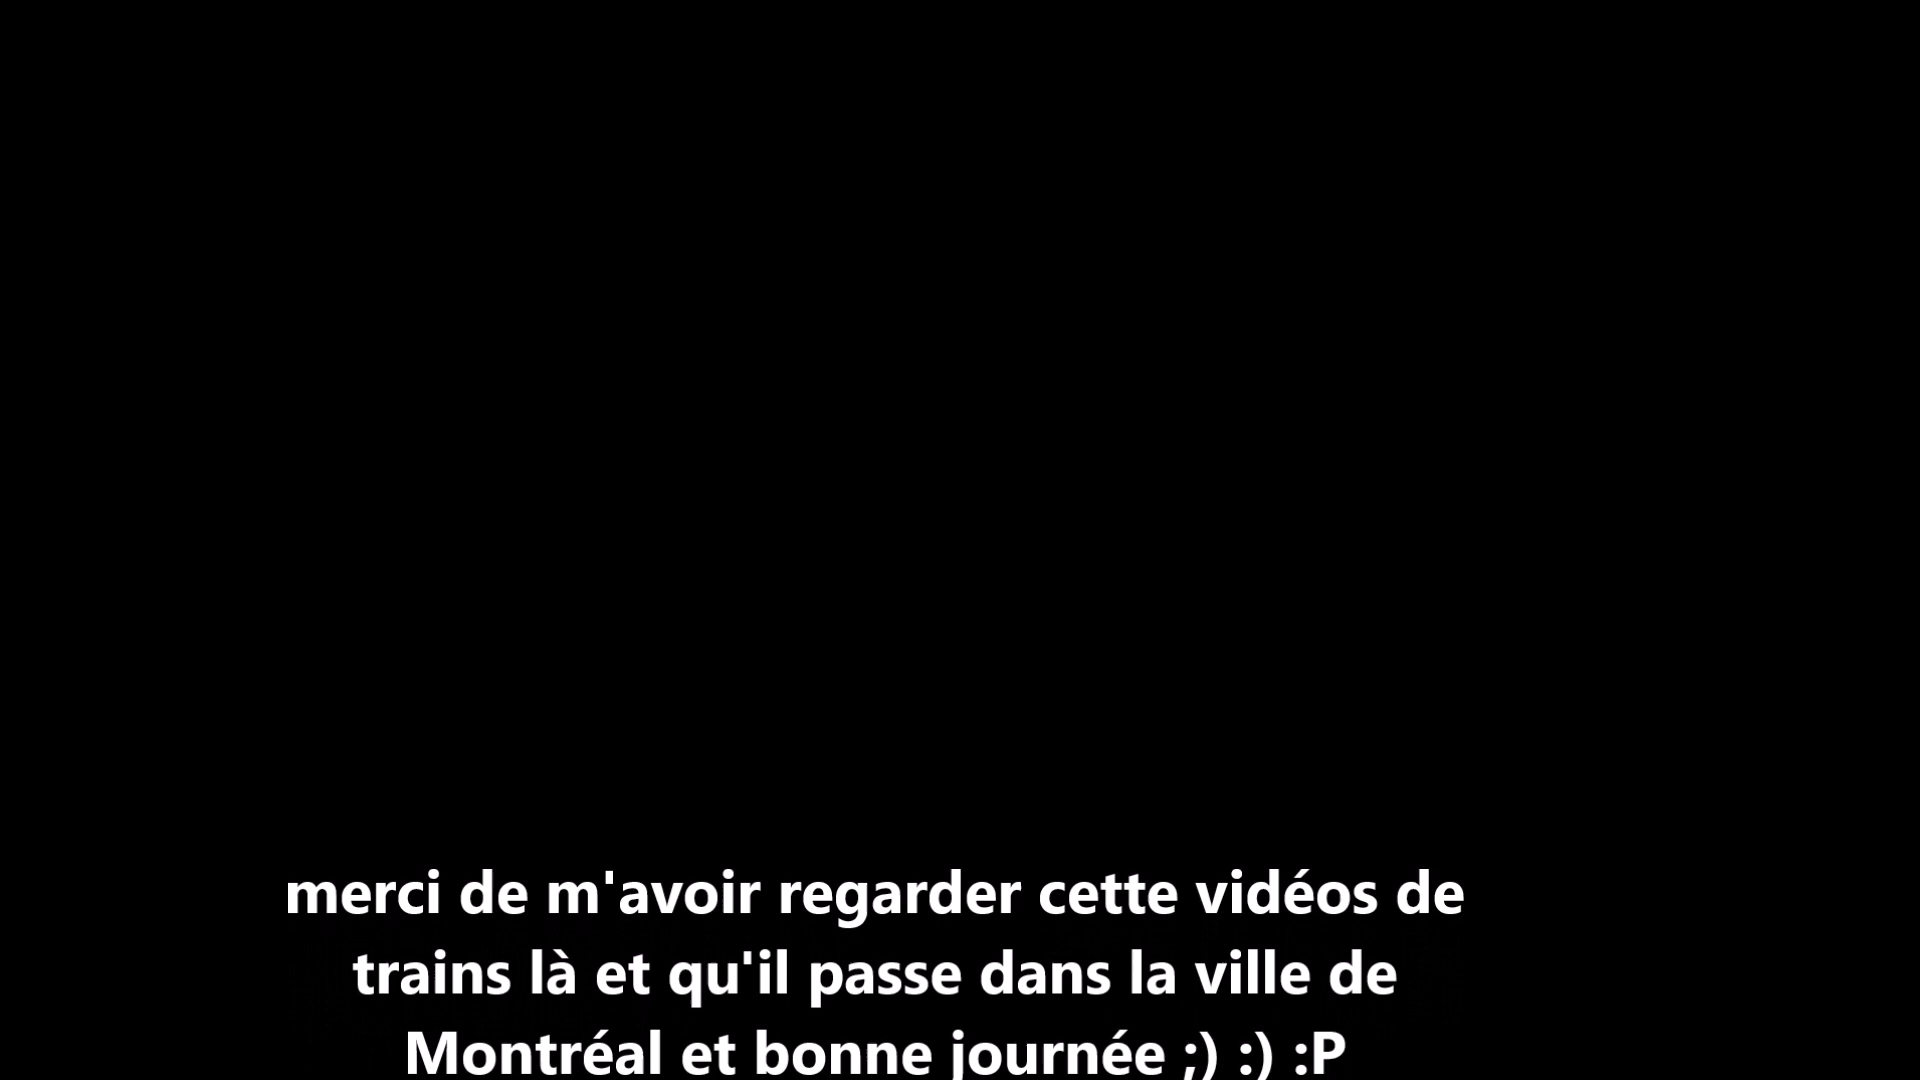 merci de m'avoir regarder cette vidéos de
trains là et qu'il passe dans la ville de
Montréal et bonne journée ;) :) :P